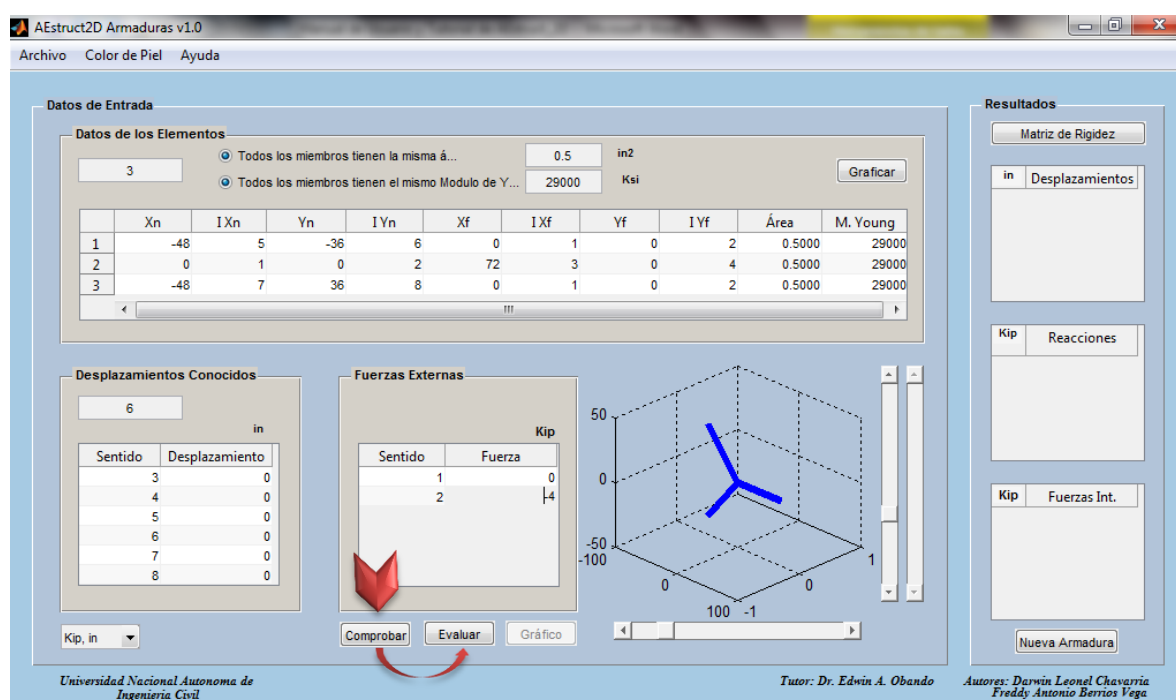 AEstruct2D Armaduras v1.0
Archivo Color de Piel Ayuda
Datos de Entrada
Datos de los Elementos
3
Todos los miembros tienen la misma á...
0.5
in2
Todos los miembros tienen el mismo Modulo de Y...
29000
Ksi
Graficar
Xn I Xn Yn I Yn Xf I Xf Yf I Yf Área M. Young
1 -48 5 -36 6 0 1 0 2 0.5000 29000
2 0 1 0 2 72 3 0 4 0.5000 29000
3 -48 7 36 8 0 1 0 2 0.5000 29000
Desplazamientos Conocidos
6
in
Sentido Desplazamiento
3 0
4 0
5 0
6 0
7 0
8 0
Kip, in
Fuerzas Externas
Kip
Sentido Fuerza
1 0
2 -4
Comprobar Evaluar Gráfico
50
0
-50
-100
0
100
-1
0
1
Resultados
Matriz de Rigidez
in Desplazamientos
Kip Reacciones
Kip Fuerzas Int.
Nueva Armadura
Universidad Nacional Autonoma de
Ingenieria Civil
Tutor: Dr. Edwin A. Obando
Autores: Darwin Leonel Chavarria
Freddy Antonio Berrios Vega